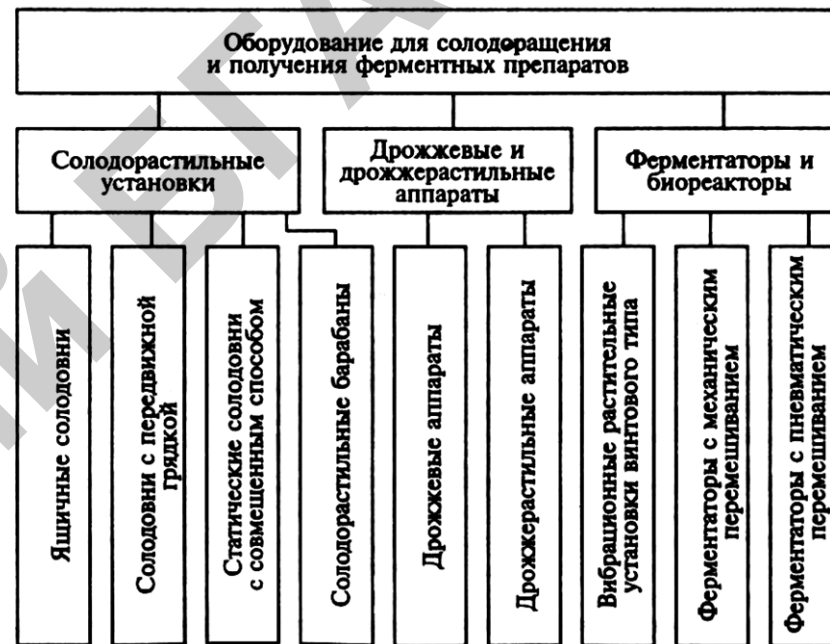 Оборудование для солодоращения
и получения ферментных препаратов
Солодорастильные
установки
Дрожжевые и
дрожжерастильные
аппараты
Ферментаторы и
биореакторы
Ящичные солодовни
Солодовни с передвижной
грядкой
Статические солодовни
с совмещенным способом
Солодорастильные барабаны
Дрожжевые аппараты
Дрожжерастильные аппараты
Вибрационные растительные
установки винтового типа
Ферментаторы с механическим
перемешиванием
Ферментаторы с пневматическим
перемешиванием